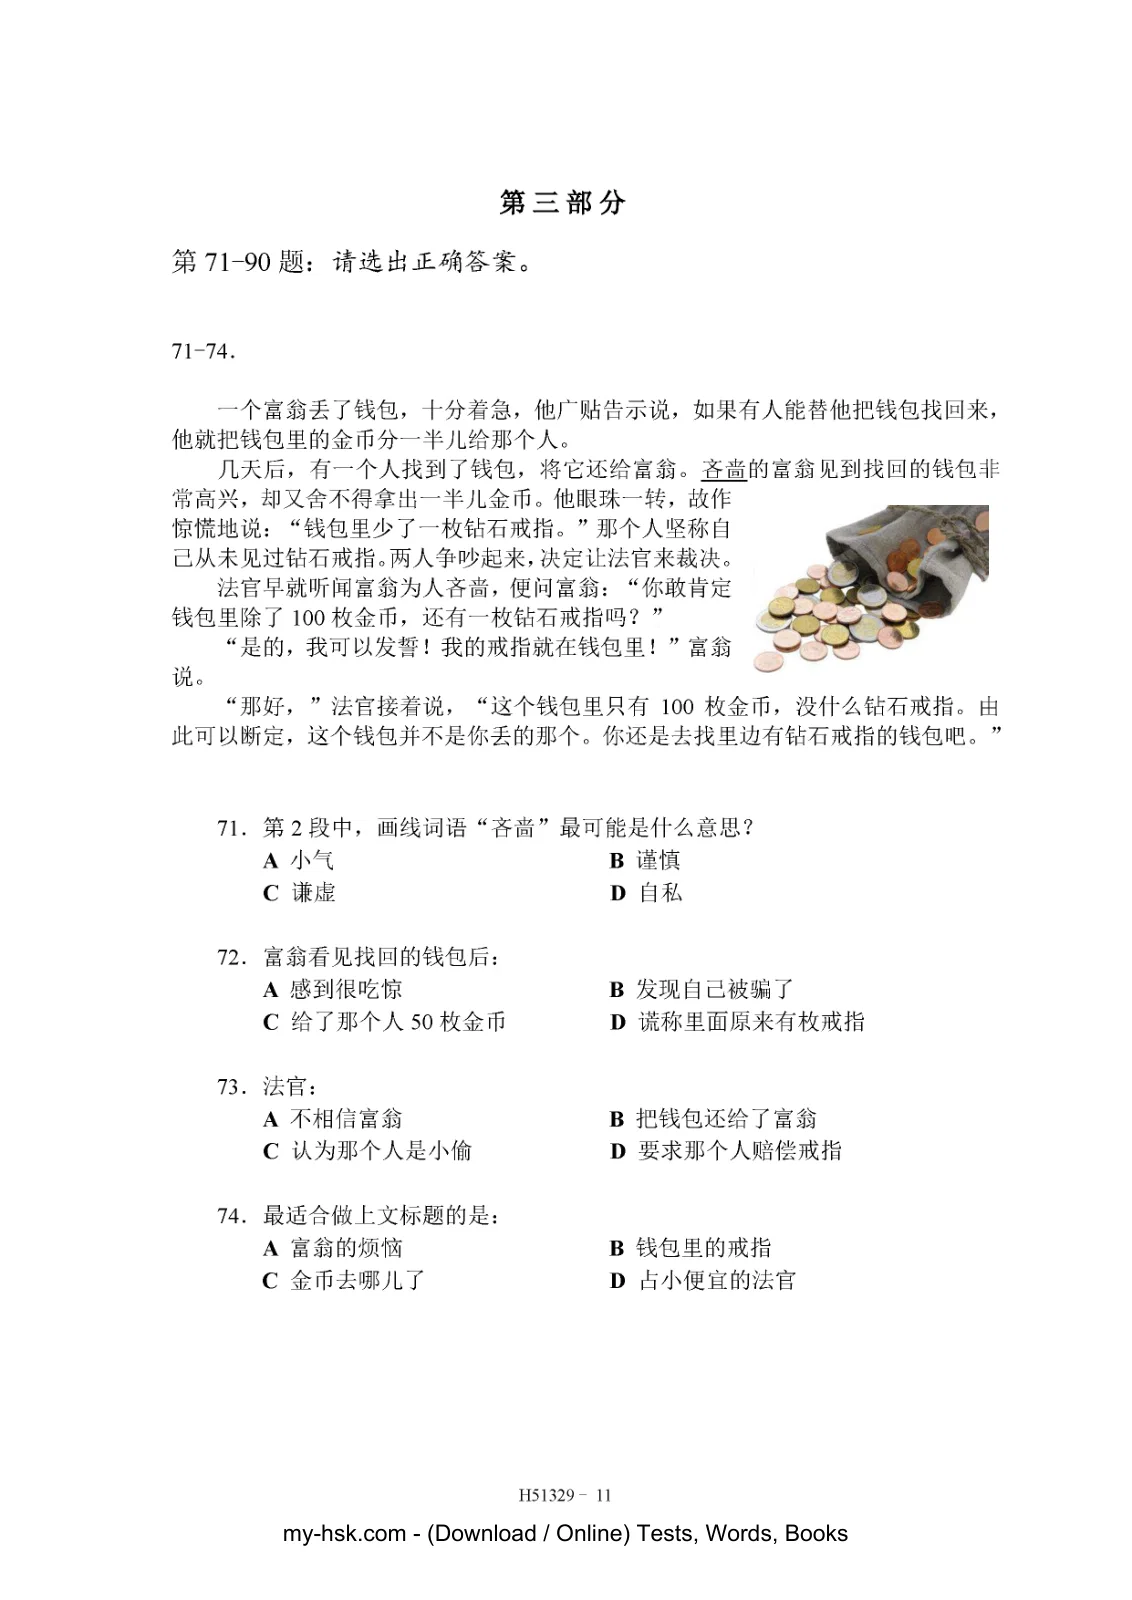 第三部分
第 71-90 题：请选出正确答案。
71-74．
一个富翁丢了钱包，十分着急，他广贴告示说，如果有人能替他把钱包找回来，
他就把钱包里的金币分一半儿给那个人。
几天后，有一个人找到了钱包，将它还给富翁。吝啬的富翁见到找回的钱包非
常高兴，却又舍不得拿出一半儿金币。他眼珠一转，故作
惊慌地说：“钱包里少了一枚钻石戒指。”那个人坚称自
己从未见过钻石戒指。两人争吵起来，决定让法官来裁决。
法官早就听闻富翁为人吝啬，便问富翁：“你敢肯定
钱包里除了 100 枚金币，还有一枚钻石戒指吗？”
“是的，我可以发誓！我的戒指就在钱包里！”富翁
说。
“那好，”法官接着说，“这个钱包里只有 100 枚金币，没什么钻石戒指。由
此可以断定，这个钱包并不是你丢的那个。你还是去找里边有钻石戒指的钱包吧。”
71．第 2 段中，画线词语“吝啬”最可能是什么意思？
A 小气 B 谨慎
C 谦虚 D 自私
72．富翁看见找回的钱包后：
A 感到很吃惊 B 发现自己被骗了
C 给了那个人 50 枚金币 D 谎称里面原来有枚戒指
73．法官：
A 不相信富翁 B 把钱包还给了富翁
C 认为那个人是小偷 D 要求那个人赔偿戒指
74．最适合做上文标题的是：
A 富翁的烦恼 B 钱包里的戒指
C 金币去哪儿了 D 占小便宜的法官
H51329 - 11
my-hsk.com - (Download / Online) Tests, Words, Books